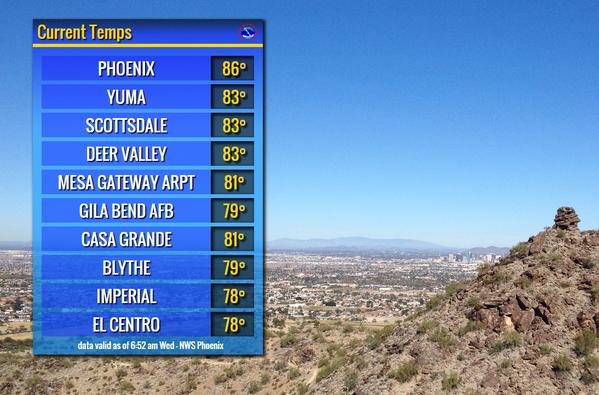 Current Temps
PHOENIX 86°
YUMA 83°
SCOTTSDALE 83°
DEER VALLEY 83°
MESA GATEWAY ARPT 81°
GILA BEND AFB 79°
CASA GRANDE 81°
BLYTHE 79°
IMPERIAL 78°
EL CENTRO 78°
data valid as of 6:52 am Wed - NWS Phoenix